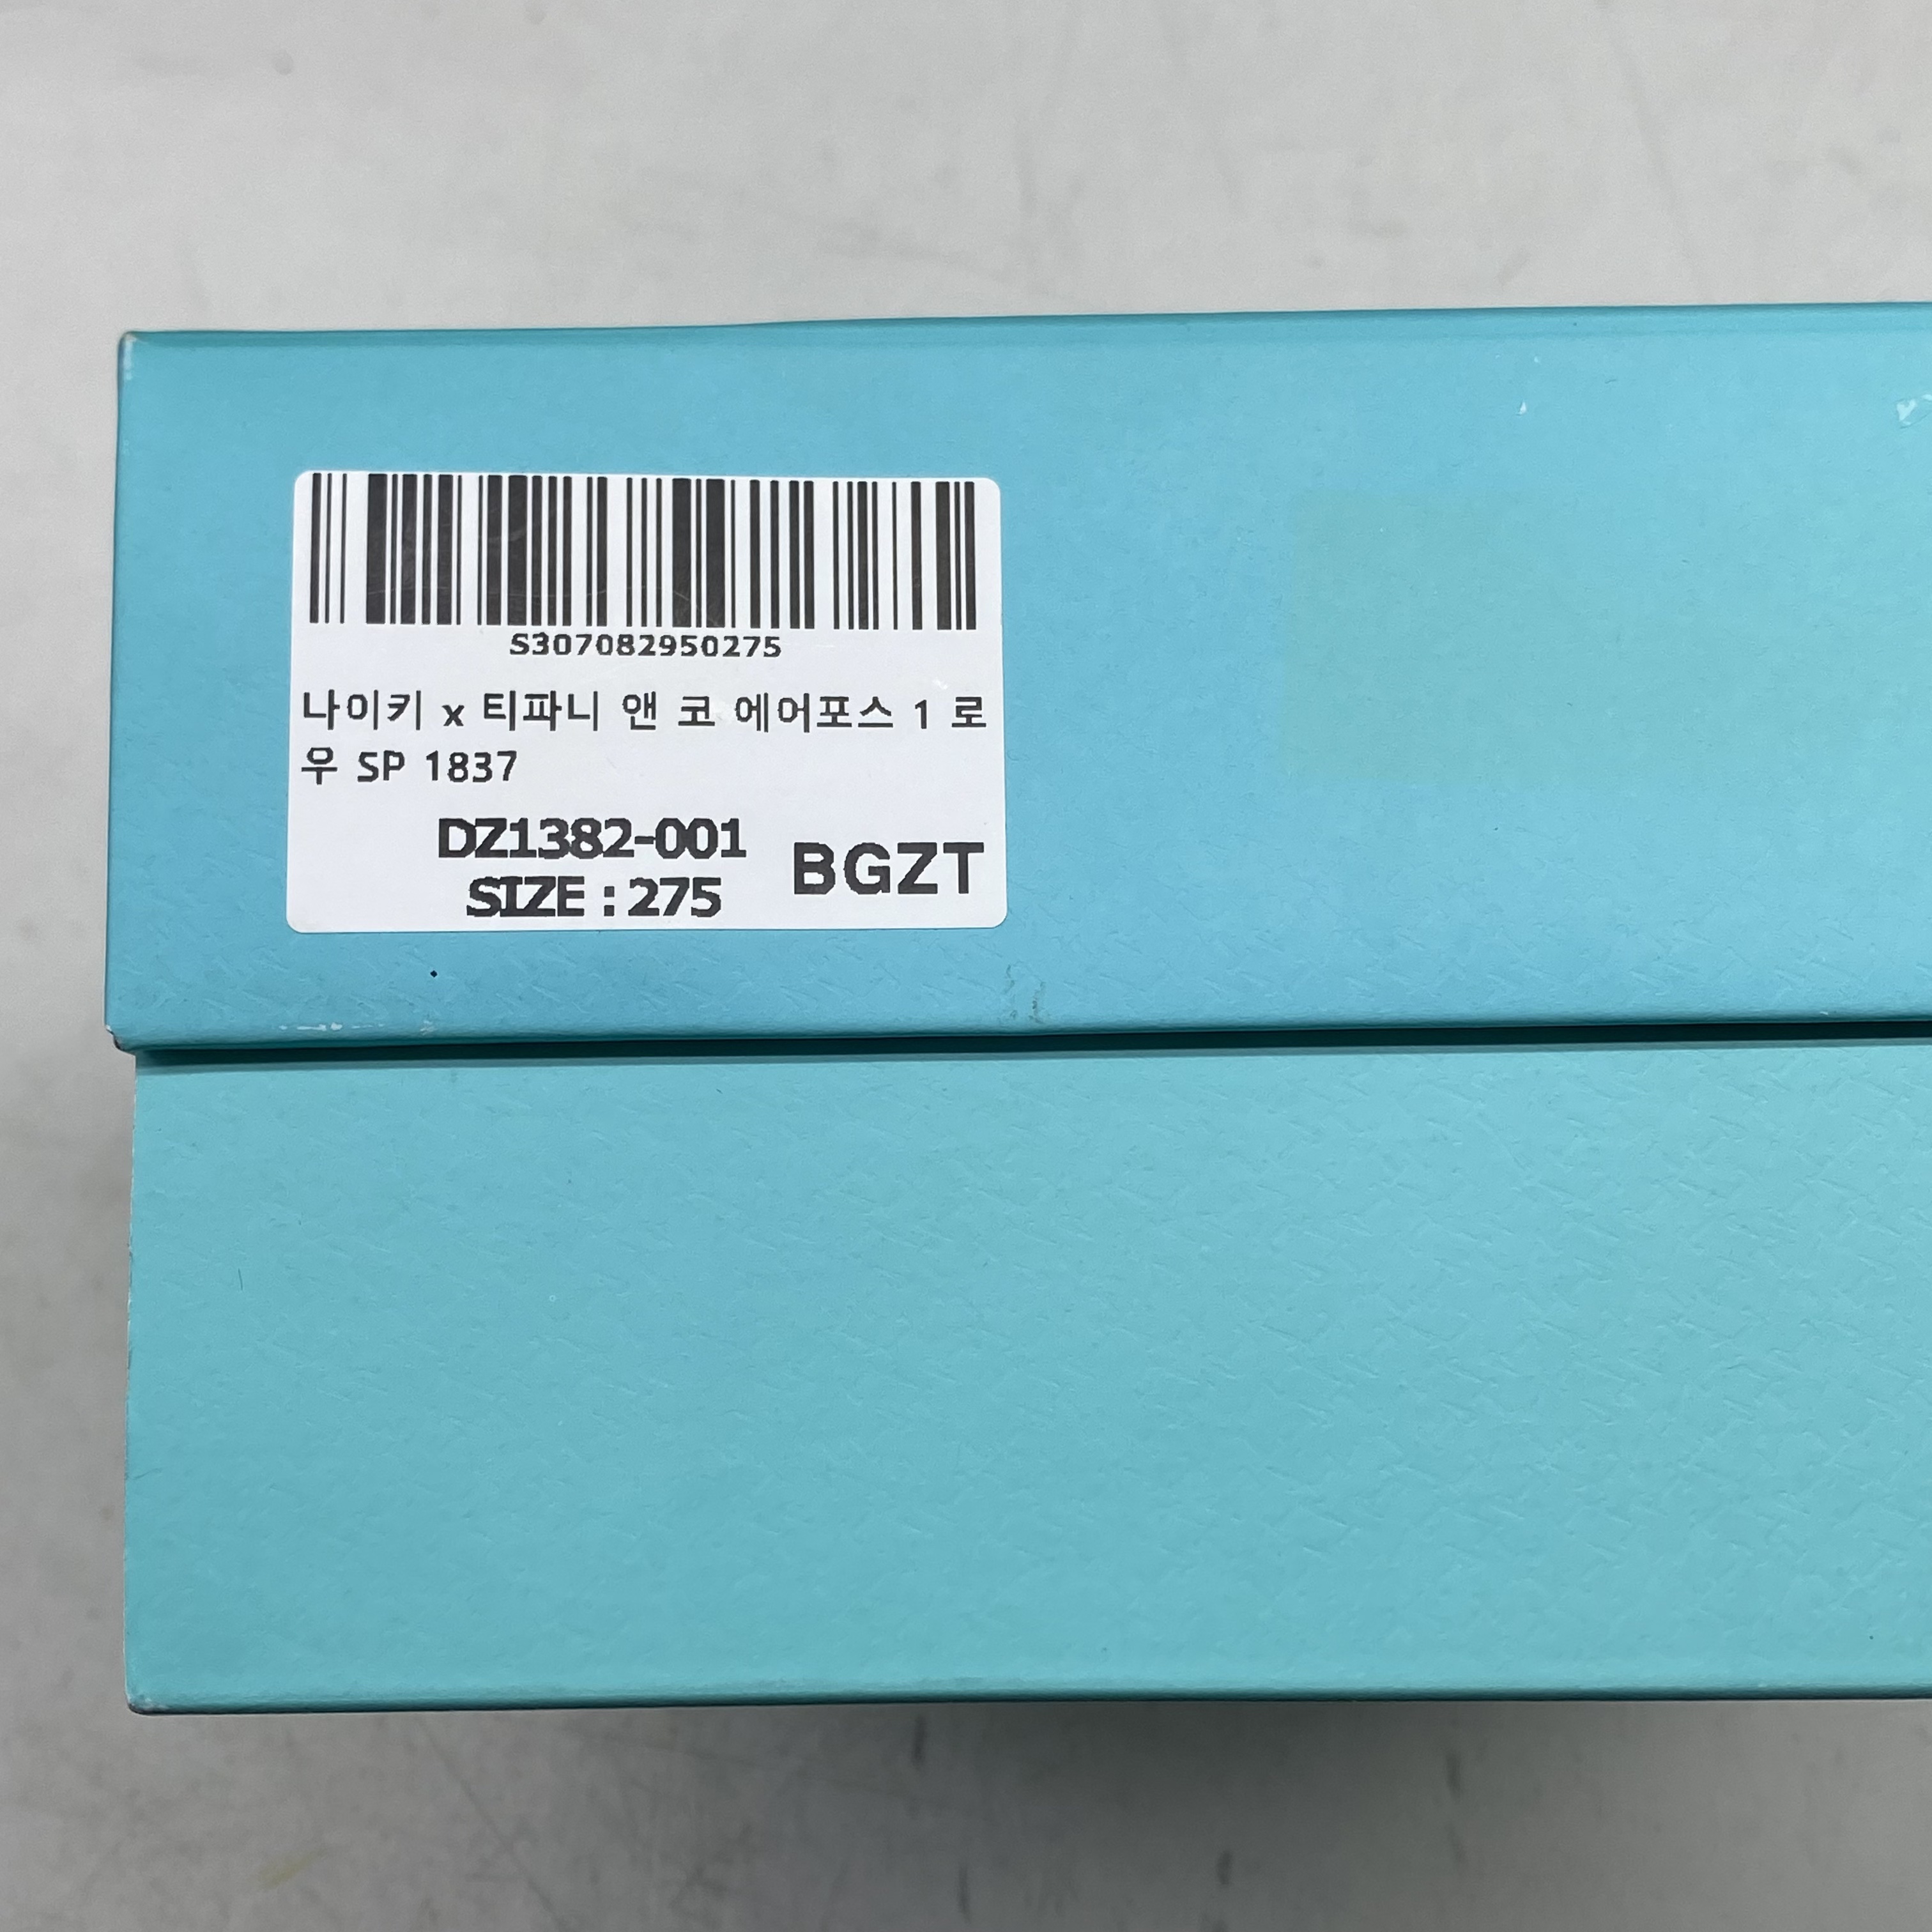 S307082950275
나이키 x 티파니 앤 코 에어포스 1 로
우 SP 1837
DZ1382-001
SIZE : 275
BGZT